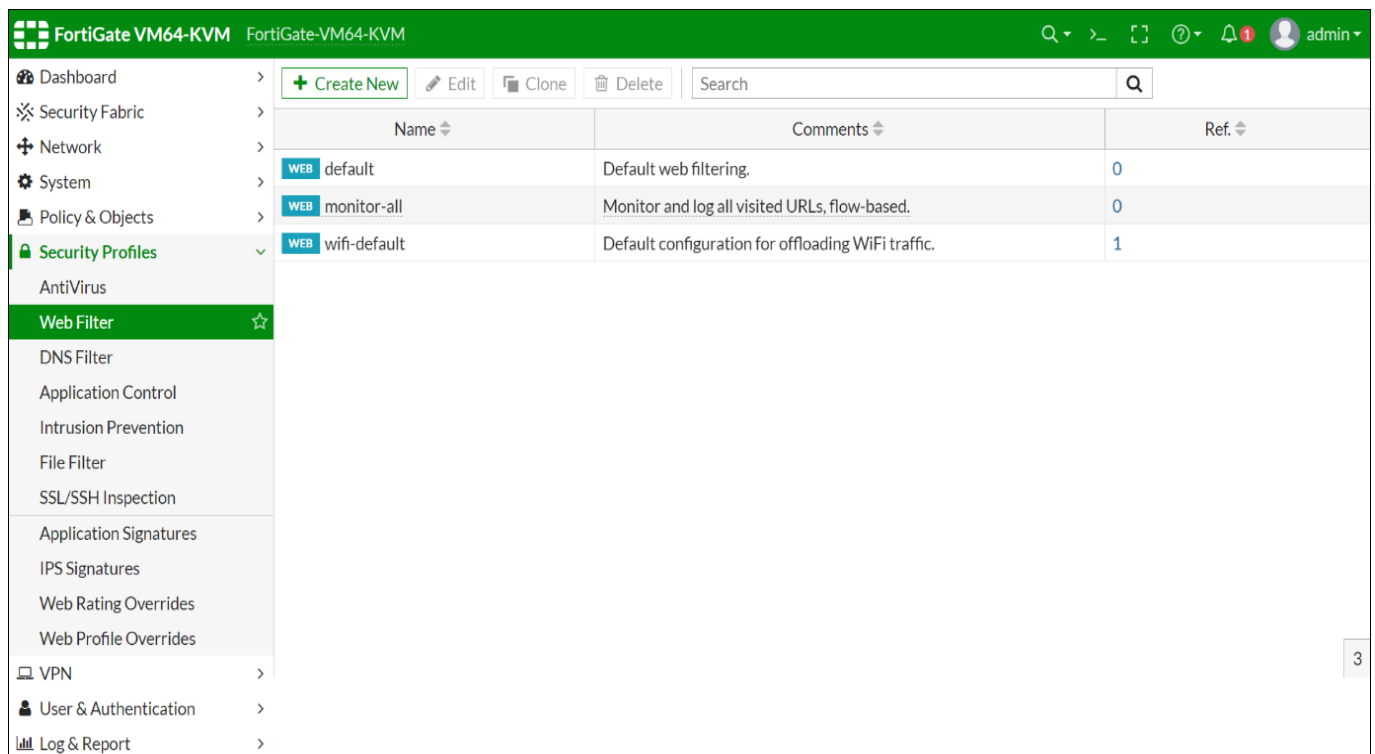 FortiGate VM64-KVM FortiGate-VM64-KVM 1 admin
Dashboard
Security Fabric
Network
System
Policy & Objects
Security Profiles
AntiVirus
Web Filter
DNS Filter
Application Control
Intrusion Prevention
File Filter
SSL/SSH Inspection
Application Signatures
IPS Signatures
Web Rating Overrides
Web Profile Overrides
VPN
User & Authentication
Log & Report
+ Create New Edit Clone Delete Search
Name Comments Ref.
WEB default Default web filtering. 0
WEB monitor-all Monitor and log all visited URLs, flow-based. 0
WEB wifi-default Default configuration for offloading WiFi traffic. 1
3